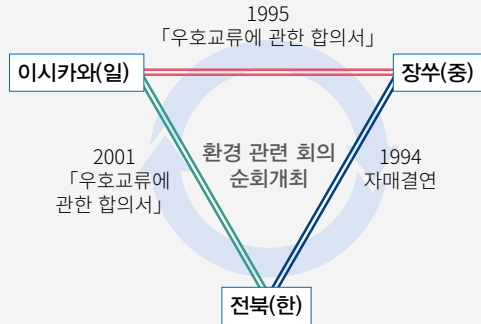 1995
「우호교류에 관한 합의서」
이시카와(일)
장쑤(중)
2001
「우호교류에
관한 합의서」
환경 관련 회의
순회개최
1994
자매결연
전북(한)